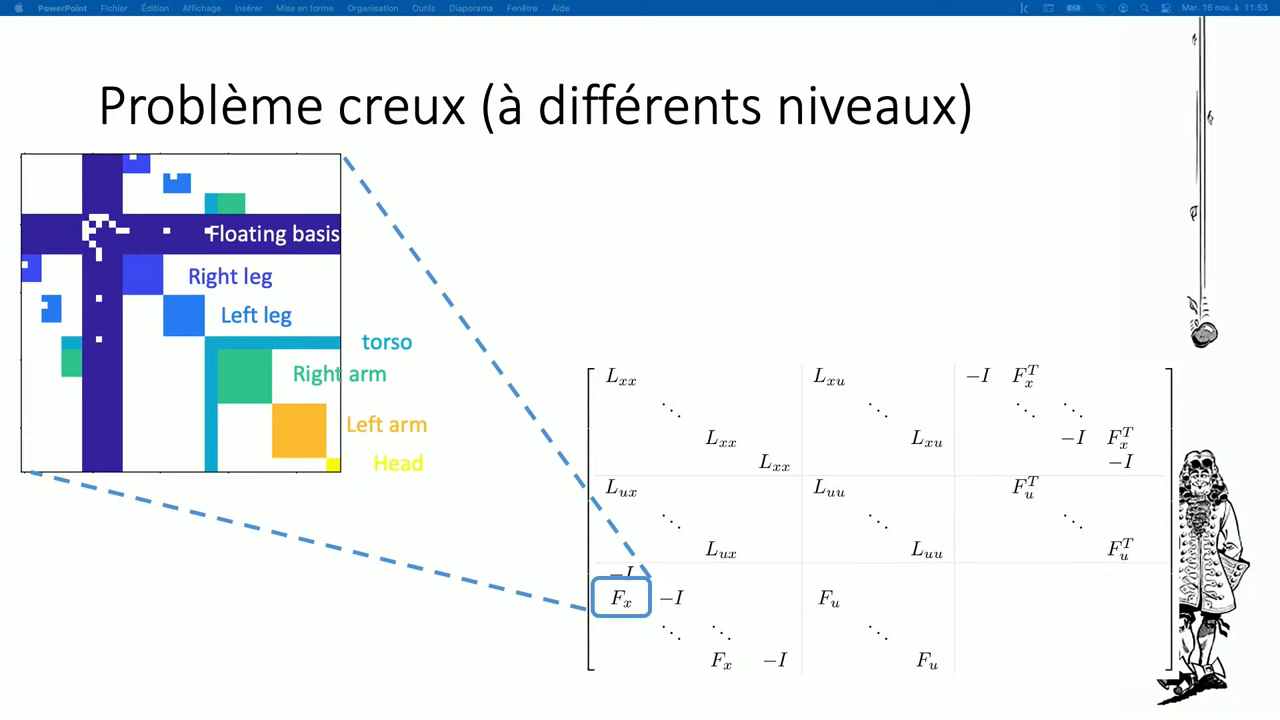 PowerPoint Fichier Édition Affichage Insérer Mise en forme Organisation Outils Diaporama Fenêtre Aide Mar. 16 nov. à 11:53
Problème creux (à différents niveaux)
Floating basis
Right leg
Left leg
torso
Right arm
Left arm
Head
L_xx L_xu −I F_x^T
⋱ ⋱ ⋱ ⋱
L_xx L_xu −I F_x^T
L_xx −I
L_ux L_uu F_u^T
⋱ ⋱ ⋱
L_ux L_uu F_u^T
−I
F_x −I F_u
⋱ ⋱ ⋱
F_x −I F_u